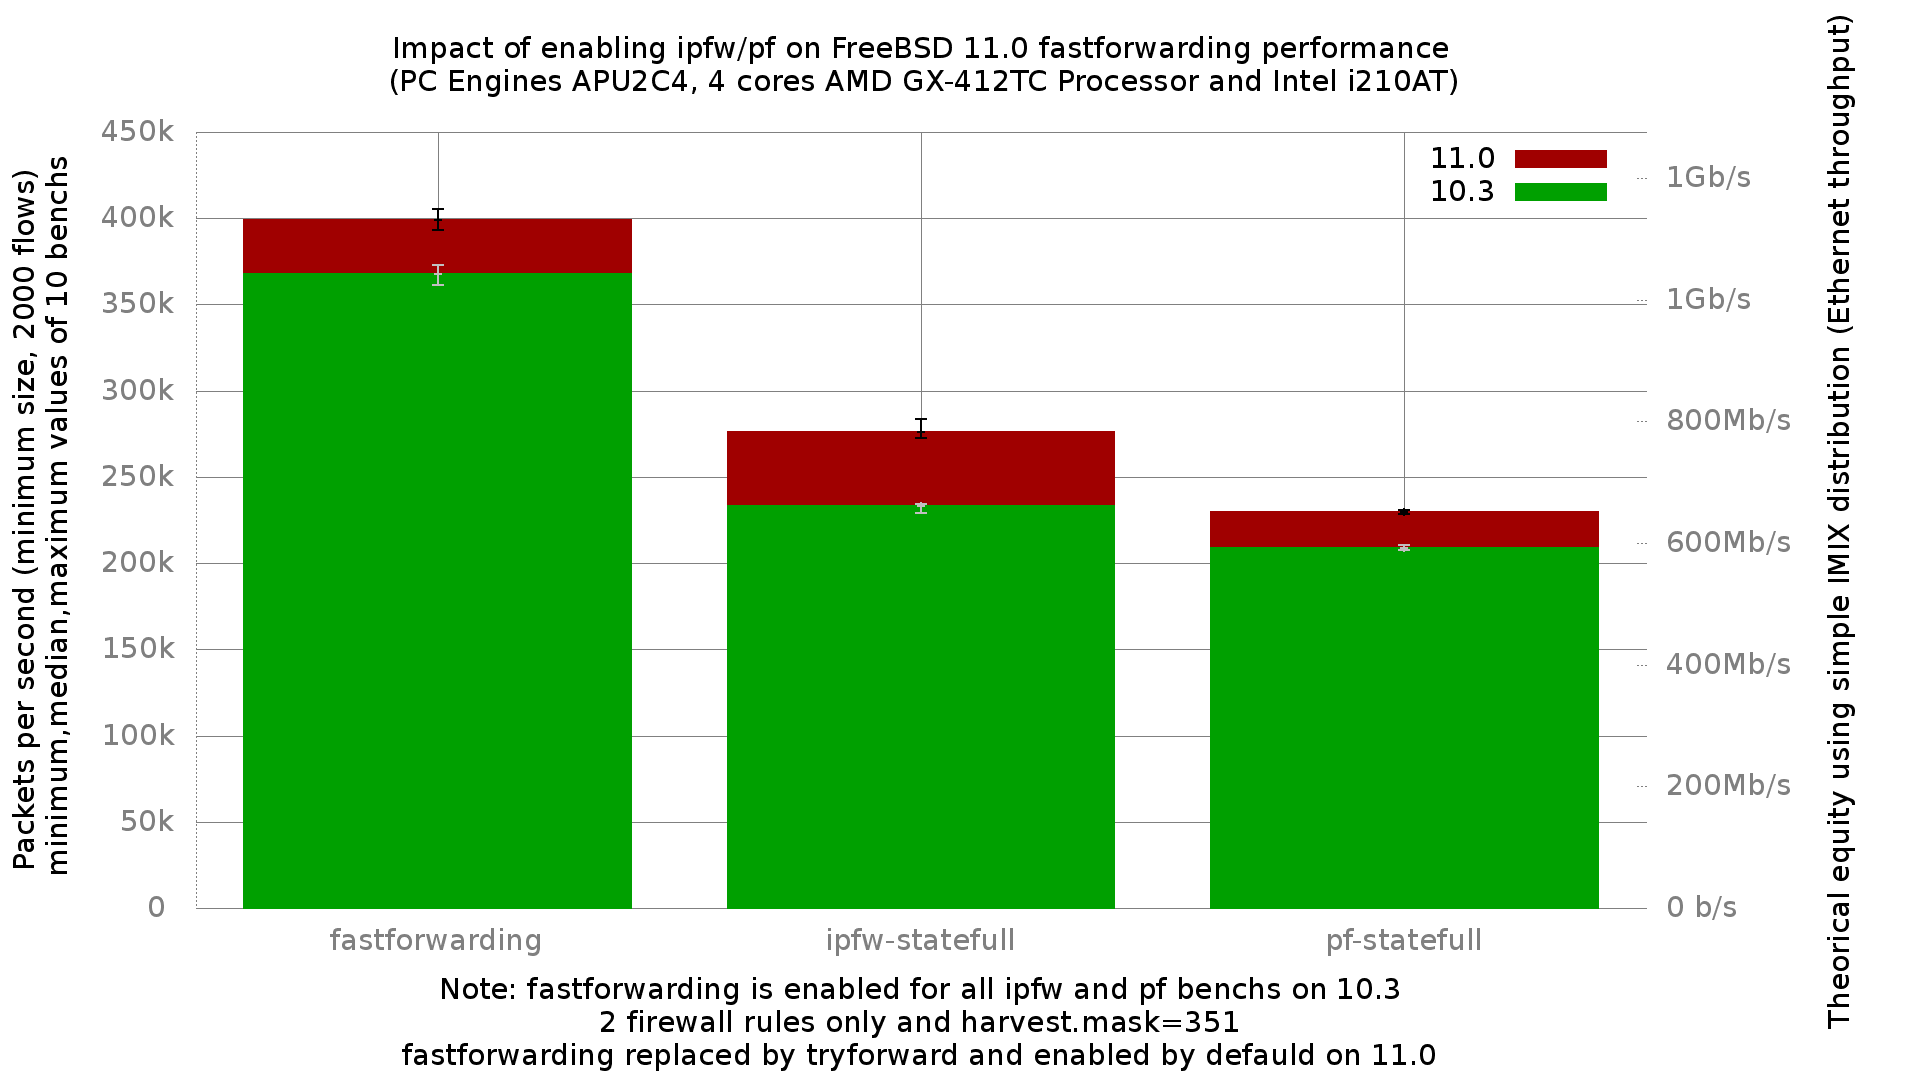 Impact of enabling ipfw/pf on FreeBSD 11.0 fastforwarding performance
(PC Engines APU2C4, 4 cores AMD GX-412TC Processor and Intel i210AT)
Packets per second (minimum size, 2000 flows)
minimum,median,maximum values of 10 benchs
450k
400k
350k
300k
250k
200k
150k
100k
50k
0
11.0
10.3
1Gb/s
1Gb/s
800Mb/s
600Mb/s
400Mb/s
200Mb/s
0 b/s
Theorical equity using simple IMIX distribution (Ethernet throughput)
fastforwarding
ipfw-statefull
pf-statefull
Note: fastforwarding is enabled for all ipfw and pf benchs on 10.3
2 firewall rules only and harvest.mask=351
fastforwarding replaced by tryforward and enabled by defauld on 11.0